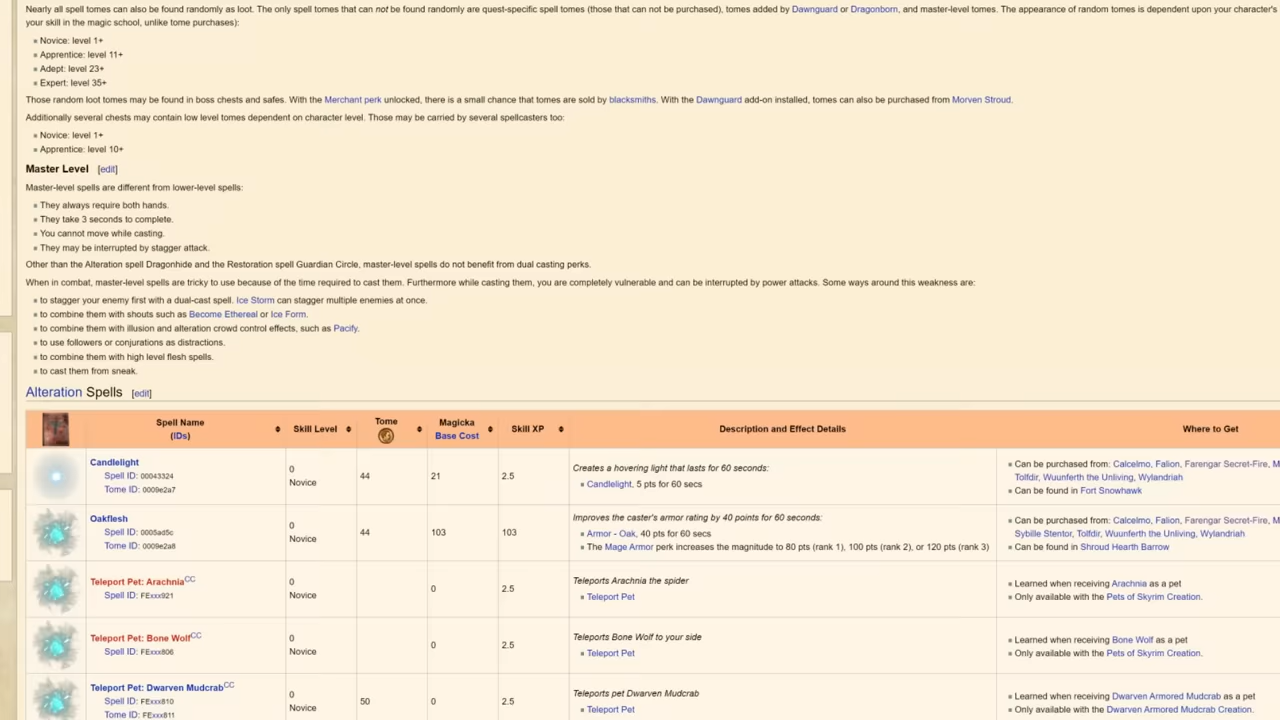 Nearly all spell tomes can also be found randomly as loot. The only spell tomes that can not be found randomly are quest-specific spell tomes (those that can not be purchased), tomes added by Dawnguard or Dragonborn, and master-level tomes. The appearance of random tomes is dependent upon your character's
your skill in the magic school, unlike tome purchases):
Novice: level 1+
Apprentice: level 11+
Adept: level 23+
Expert: level 35+
Those random loot tomes may be found in boss chests and safes. With the Merchant perk unlocked, there is a small chance that tomes are sold by blacksmiths. With the Dawnguard add-on installed, tomes can also be purchased from Morven Stroud.
Additionally several chests may contain low level tomes dependent on character level. Those may be carried by several spellcasters too:
Novice: level 1+
Apprentice: level 10+
Master Level [edit]
Master-level spells are different from lower-level spells:
They always require both hands.
They take 3 seconds to complete.
You cannot move while casting.
They may be interrupted by stagger attack.
Other than the Alteration spell Dragonhide and the Restoration spell Guardian Circle, master-level spells do not benefit from dual casting perks.
When in combat, master-level spells are tricky to use because of the time required to cast them. Furthermore while casting them, you are completely vulnerable and can be interrupted by power attacks. Some ways around this weakness are:
to stagger your enemy first with a dual-cast spell. Ice Storm can stagger multiple enemies at once.
to combine them with shouts such as Become Ethereal or Ice Form.
to combine them with illusion and alteration crowd control effects, such as Pacify.
to use followers or conjurations as distractions.
to combine them with high level flesh spells.
to cast them from sneak.
Alteration Spells [edit]
Spell Name
(IDs)
Skill Level
Tome
Magicka
Base Cost
Skill XP
Description and Effect Details
Where to Get
Candlelight
Spell ID: 00043324
Tome ID: 0009e2a7
0
Novice
44
21
2.5
Creates a hovering light that lasts for 60 seconds:
Candlelight, 5 pts for 60 secs
Can be purchased from: Calcelmo, Falion, Farengar Secret-Fire, M
Tolfdir, Wuunferth the Unliving, Wylandriah
Can be found in Fort Snowhawk
Oakflesh
Spell ID: 0005ad5c
Tome ID: 0009e2a8
0
Novice
44
103
103
Improves the caster's armor rating by 40 points for 60 seconds:
Armor - Oak, 40 pts for 60 secs
The Mage Armor perk increases the magnitude to 80 pts (rank 1), 100 pts (rank 2), or 120 pts (rank 3)
Can be purchased from: Calcelmo, Falion, Farengar Secret-Fire, M
Sybille Stentor, Tolfdir, Wuunferth the Unliving, Wylandriah
Can be found in Shroud Hearth Barrow
Teleport Pet: Arachnia CC
Spell ID: FExxx921
0
Novice
0
2.5
Teleports Arachnia the spider
Teleport Pet
Learned when receiving Arachnia as a pet
Only available with the Pets of Skyrim Creation.
Teleport Pet: Bone Wolf CC
Spell ID: FExxx806
0
Novice
0
2.5
Teleports Bone Wolf to your side
Teleport Pet
Learned when receiving Bone Wolf as a pet
Only available with the Pets of Skyrim Creation.
Teleport Pet: Dwarven Mudcrab CC
Spell ID: FExxx810
Tome ID: FExxx811
0
Novice
50
0
2.5
Teleports pet Dwarven Mudcrab
Teleport Pet
Learned when receiving Dwarven Armored Mudcrab as a pet
Only available with the Dwarven Armored Mudcrab Creation.